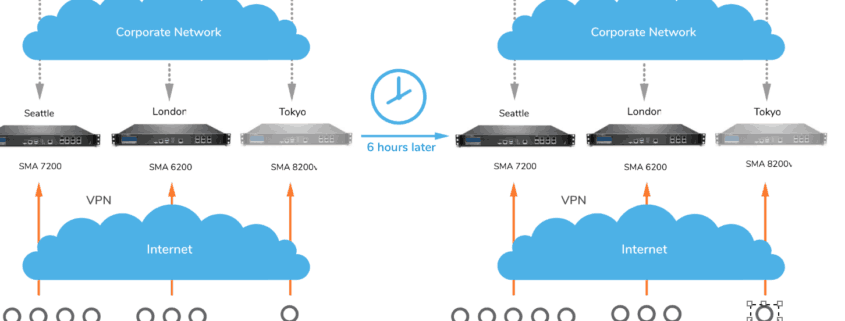 Corporate Network
Seattle
London
Tokyo
SMA 7200
SMA 6200
SMA 8200v
VPN
Internet
6 hours later
Corporate Network
Seattle
London
Tokyo
SMA 7200
SMA 6200
SMA 8200v
VPN
Internet